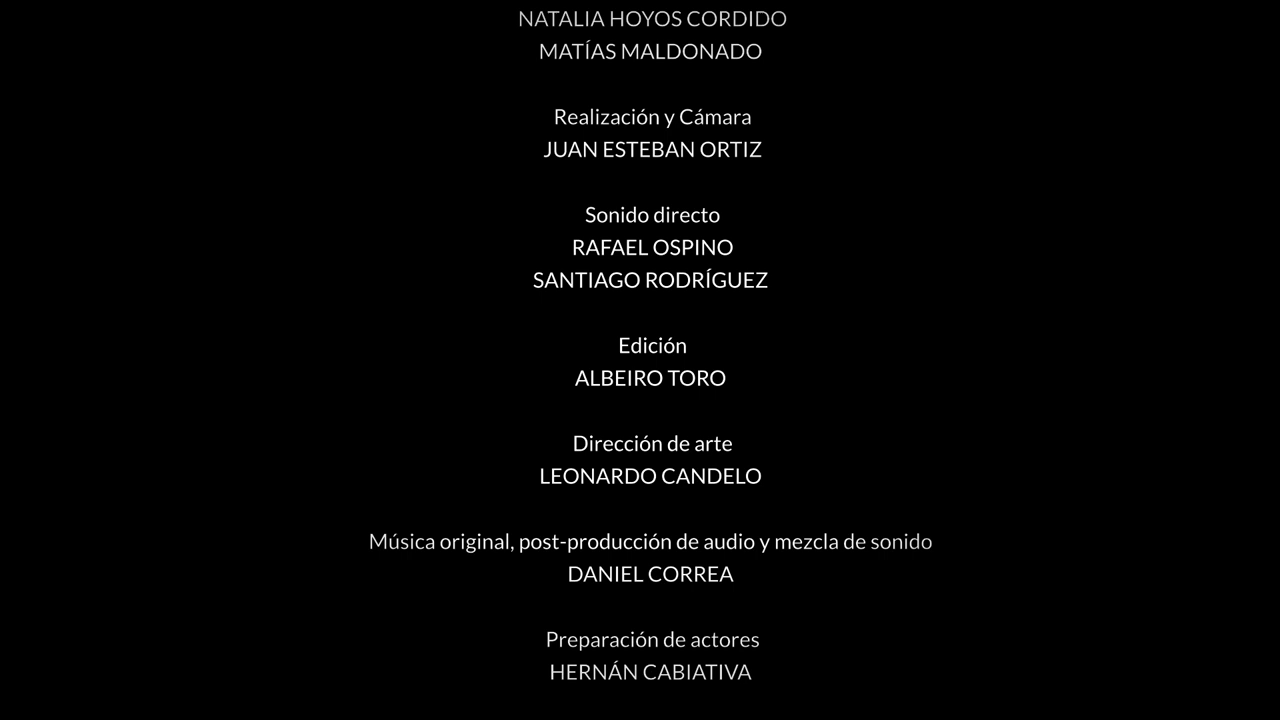 NATALIA HOYOS CORDIDO
MATÍAS MALDONADO
Realización y Cámara
JUAN ESTEBAN ORTIZ
Sonido directo
RAFAEL OSPINO
SANTIAGO RODRÍGUEZ
Edición
ALBEIRO TORO
Dirección de arte
LEONARDO CANDELO
Música original, post-producción de audio y mezcla de sonido
DANIEL CORREA
Preparación de actores
HERNÁN CABIATIVA